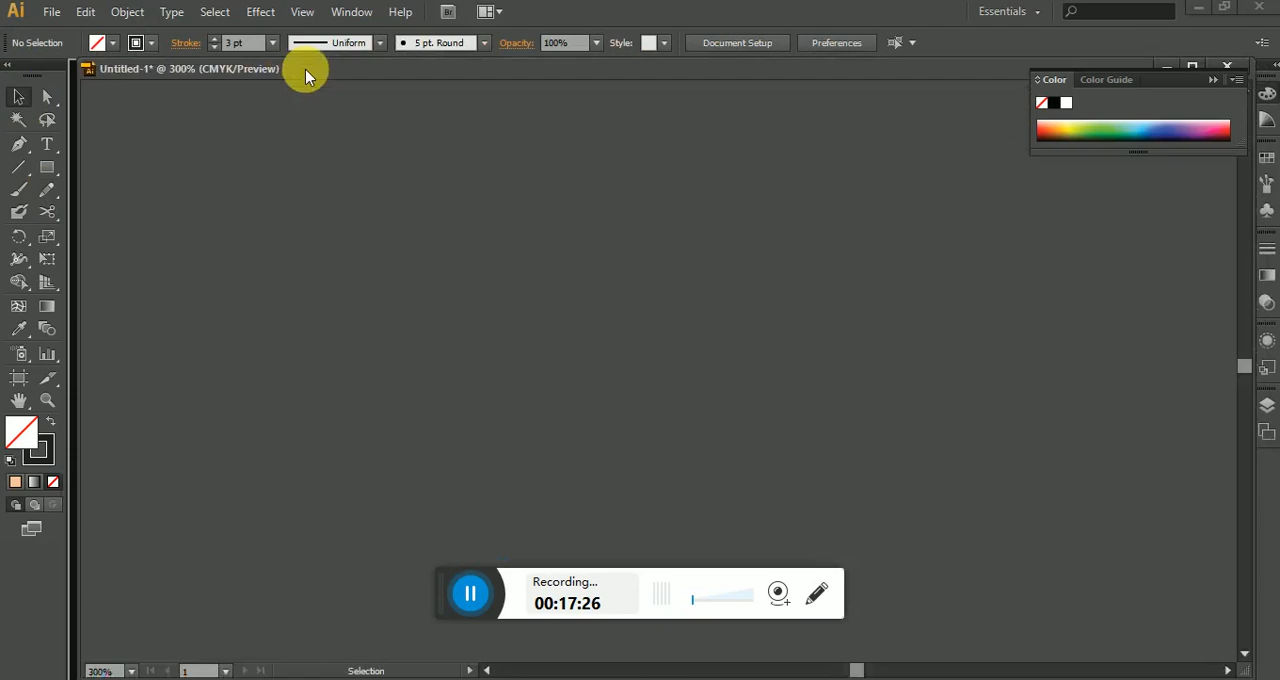 Ai File Edit Object Type Select Effect View Window Help Br Essentials
No Selection Stroke: 3 pt Uniform 5 pt. Round Opacity: 100% Style: Document Setup Preferences
Untitled-1* @ 300% (CMYK/Preview)
Color Color Guide
Recording...
00:17:26
300% 1 Selection